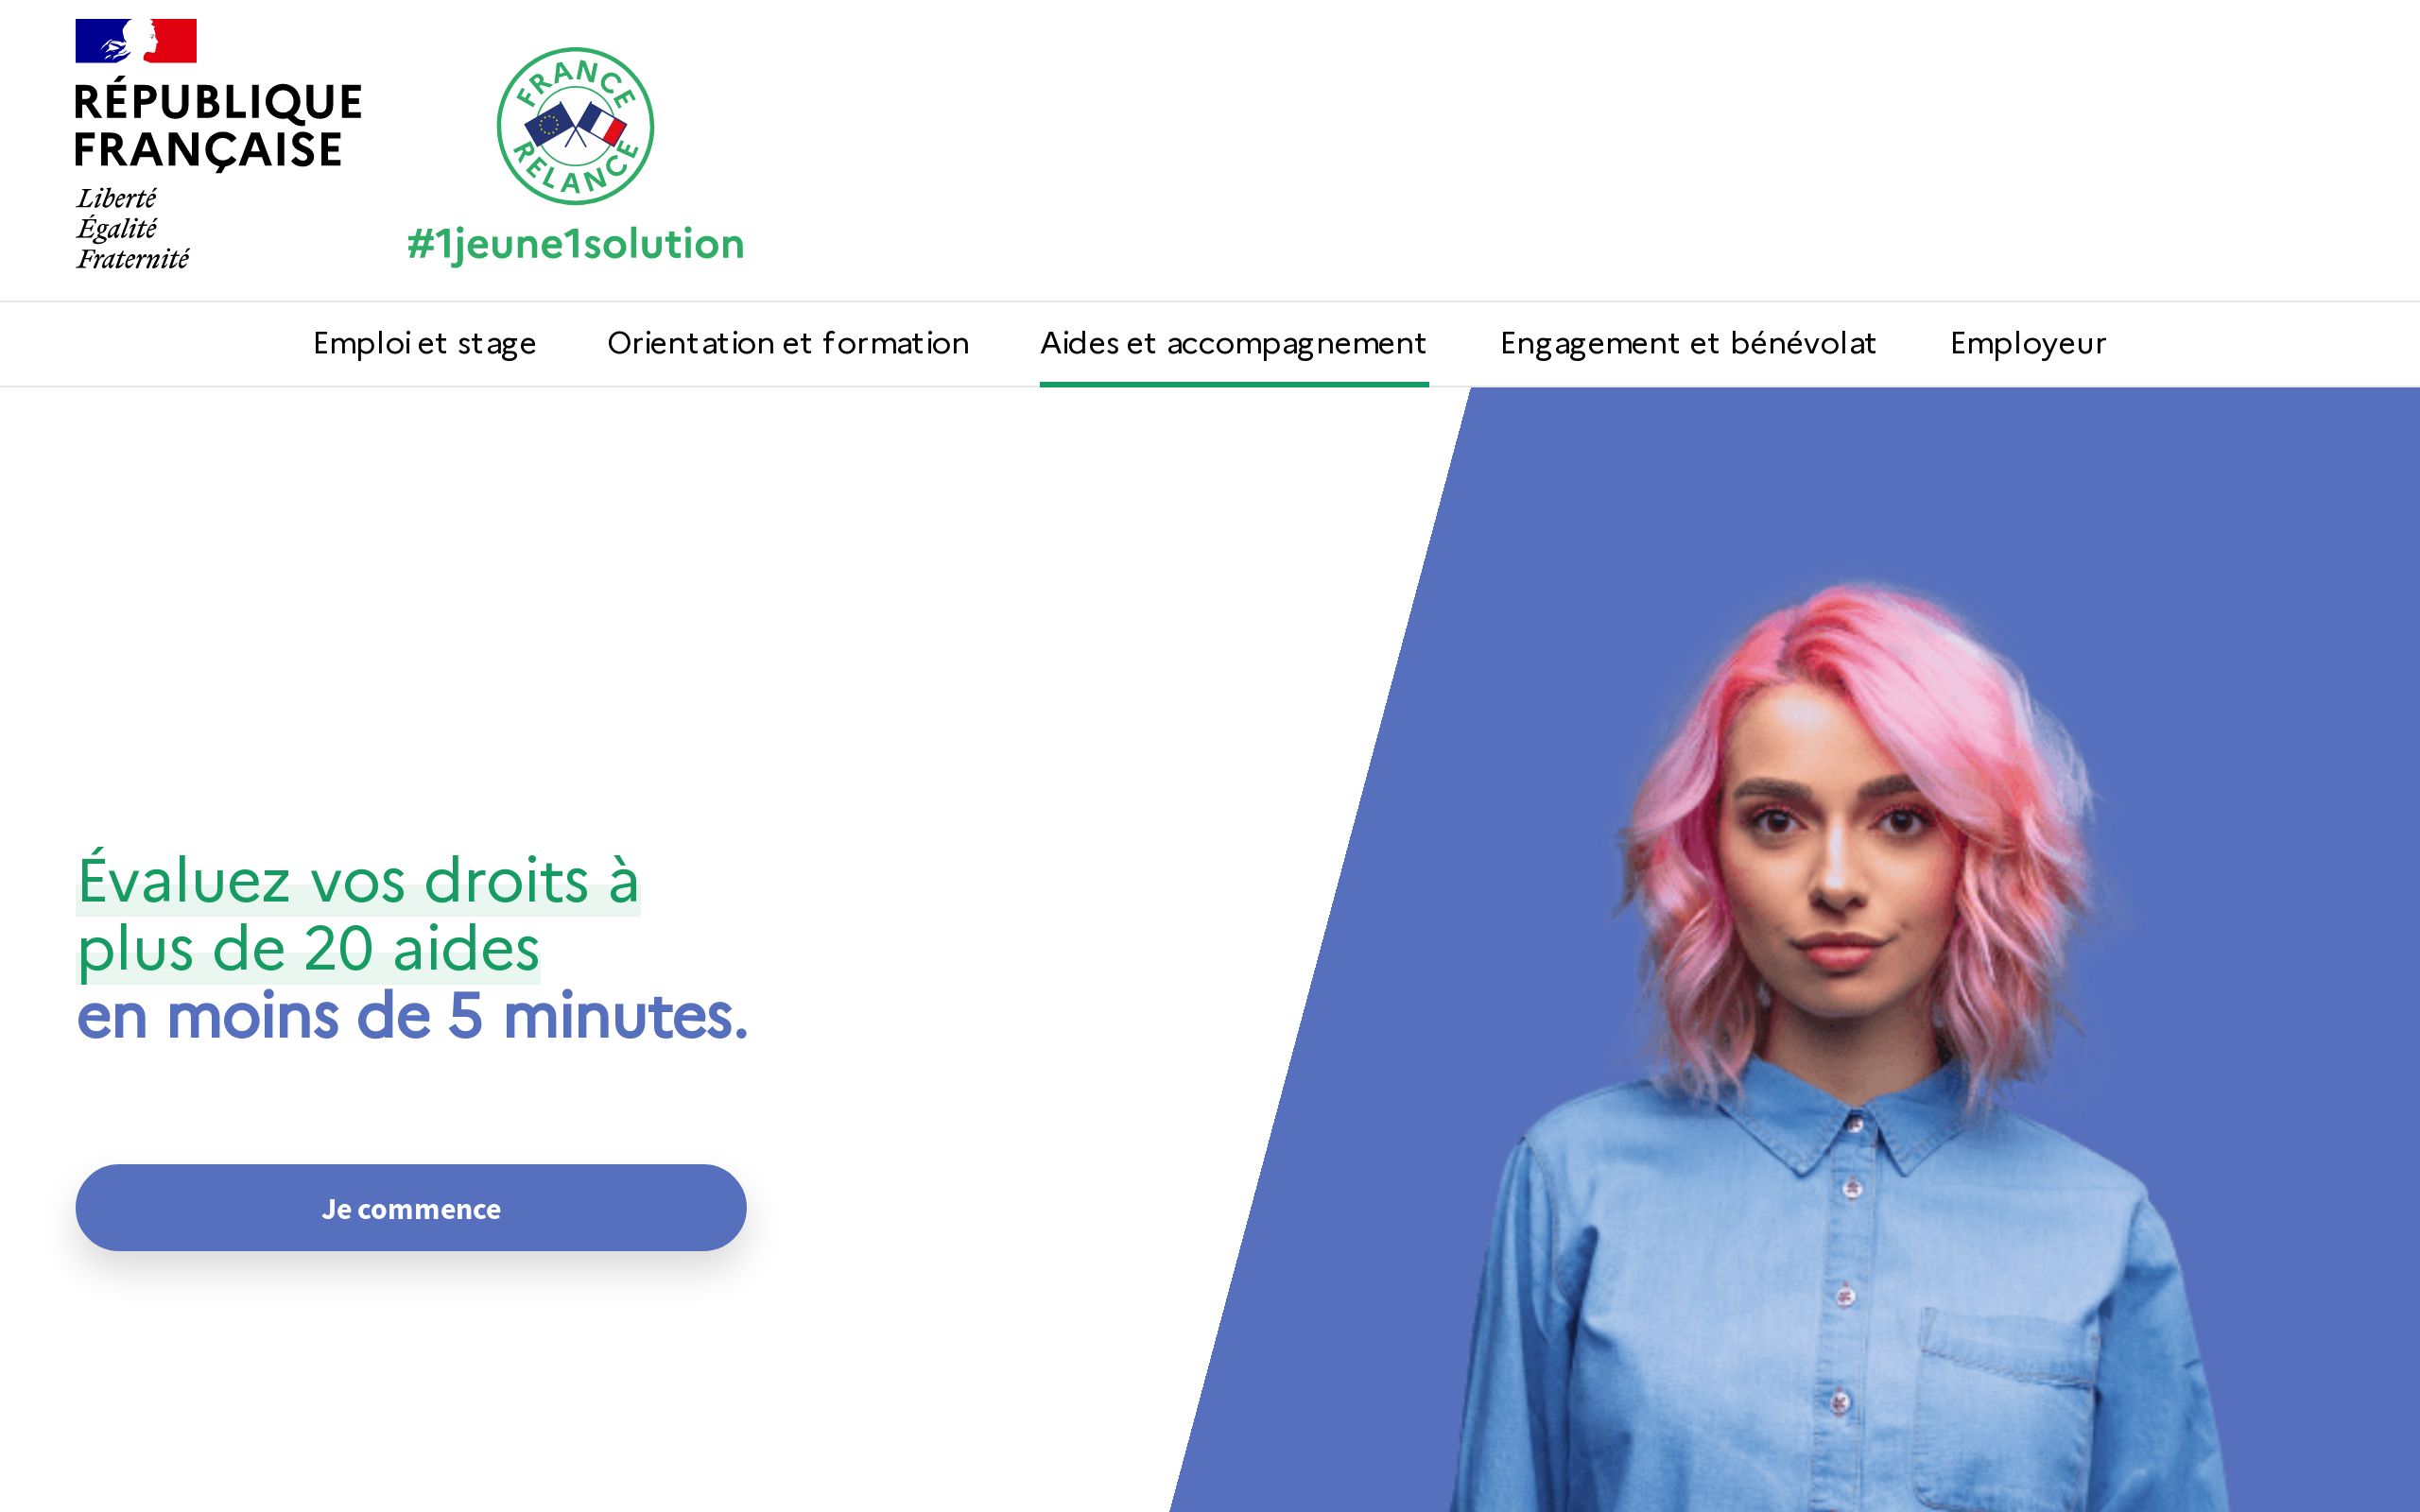 RÉPUBLIQUE
FRANÇAISE
Liberté
Égalité
Fraternité
FRANCE
RELANCE
#1jeune1solution
Emploi et stage
Orientation et formation
Aides et accompagnement
Engagement et bénévolat
Employeur
Évaluez vos droits à
plus de 20 aides
en moins de 5 minutes.
Je commence